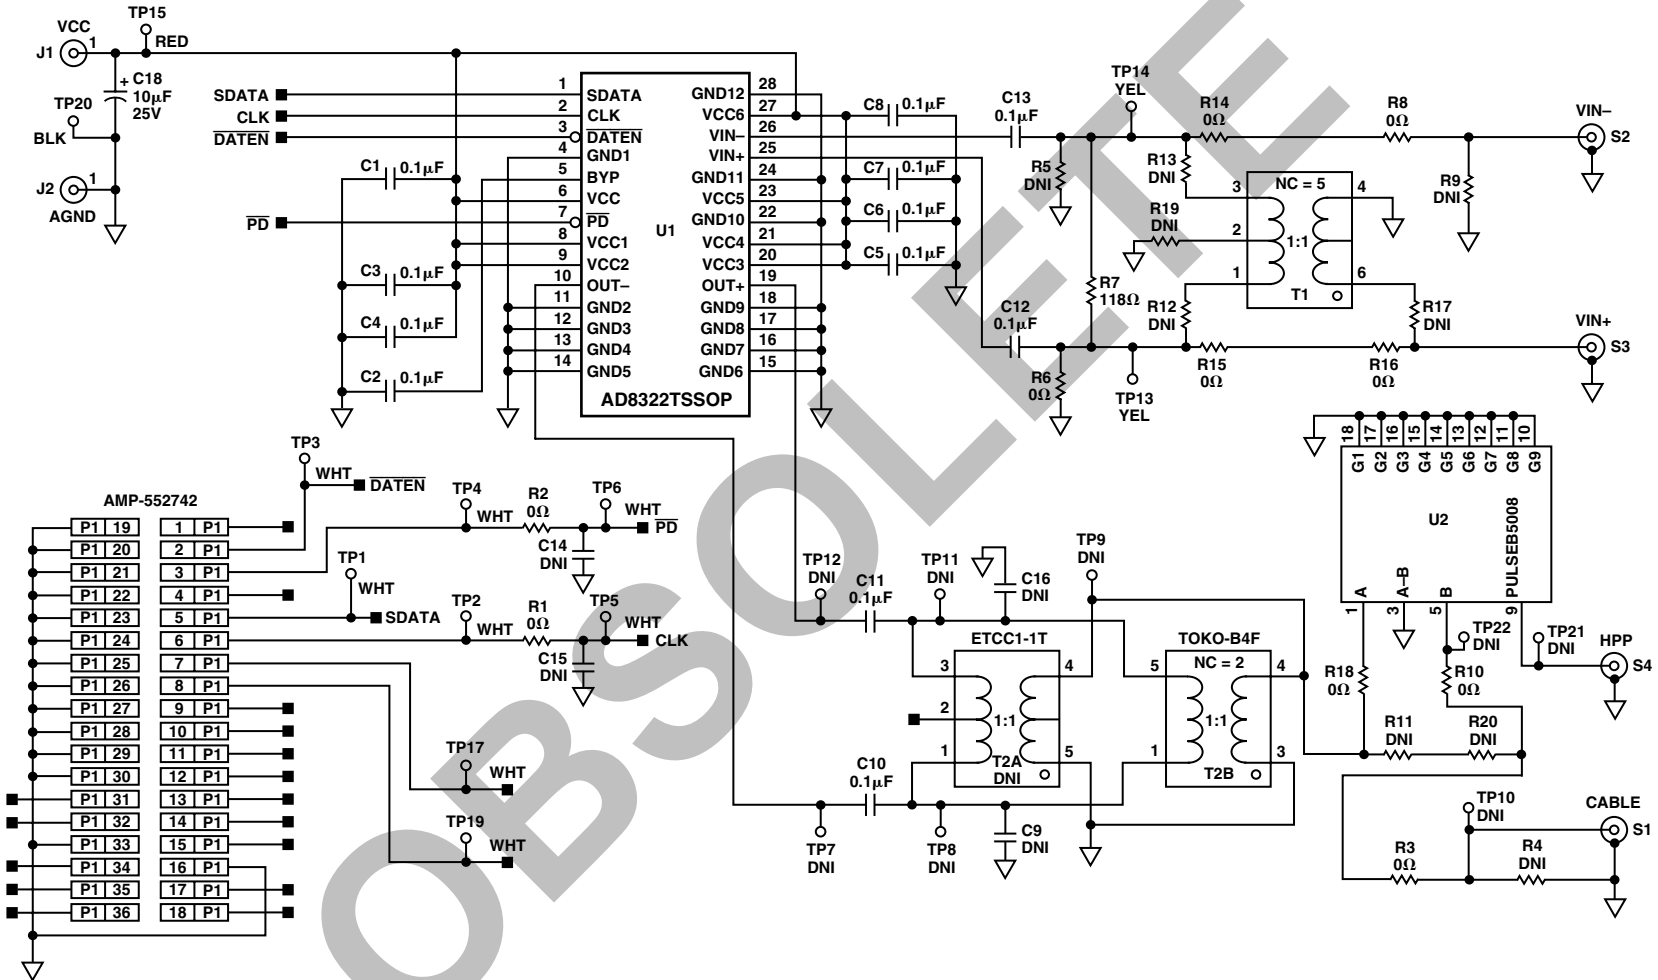 VCC
J1
1
TP15
RED
+ C18
10µF
25V
TP20
BLK
J2
1
AGND
SDATA
CLK
DATEN
PD
C1 0.1µF
C3 0.1µF
C4 0.1µF
C2 0.1µF
1 SDATA
2 CLK
3 DATEN
4 GND1
5 BYP
6 VCC
7 PD
8 VCC1
9 VCC2
10 OUT–
11 GND2
12 GND3
13 GND4
14 GND5
U1
GND12 28
VCC6 27
VIN– 26
VIN+ 25
GND11 24
VCC5 23
GND10 22
VCC4 21
VCC3 20
OUT+ 19
GND9 18
GND8 17
GND7 16
GND6 15
AD8322TSSOP
C8 0.1µF
C7 0.1µF
C6 0.1µF
C5 0.1µF
C13
0.1µF
C12
0.1µF
R5
DNI
R6
0Ω
R7
118Ω
TP14
YEL
TP13
YEL
R14
0Ω
R8
0Ω
R13
DNI
R19
DNI
R12
DNI
NC = 5
3
2
1
4
6
1:1
T1
R15
0Ω
R16
0Ω
R17
DNI
R9
DNI
VIN–
S2
VIN+
S3
AMP-552742
P1 19
P1 20
P1 21
P1 22
P1 23
P1 24
P1 25
P1 26
P1 27
P1 28
P1 29
P1 30
P1 31
P1 32
P1 33
P1 34
P1 35
P1 36
1 P1
2 P1
3 P1
4 P1
5 P1
6 P1
7 P1
8 P1
9 P1
10 P1
11 P1
12 P1
13 P1
14 P1
15 P1
16 P1
17 P1
18 P1
TP3
WHT
DATEN
TP4
WHT
R2
0Ω
TP6
WHT
PD
C14
DNI
TP1
WHT
SDATA
TP2
WHT
R1
0Ω
TP5
WHT
CLK
C15
DNI
TP17
WHT
TP19
WHT
TP12
DNI
C11
0.1µF
TP11
DNI
C16
DNI
TP9
DNI
ETCC1-1T
3
2
1
4
5
1:1
T2A
DNI
TOKO-B4F
NC = 2
5
1
4
3
1:1
T2B
C10
0.1µF
TP7
DNI
TP8
DNI
C9
DNI
18 17 16 15 14 13 12 11 10
G1 G2 G3 G4 G5 G6 G7 G8 G9
U2
PULSEB5008
A
A–B
B
1
3
5
9
R18
0Ω
TP22
DNI
R10
0Ω
TP21
DNI
HPP
S4
R11
DNI
R20
DNI
TP10
DNI
CABLE
S1
R3
0Ω
R4
DNI
OBSOLETE